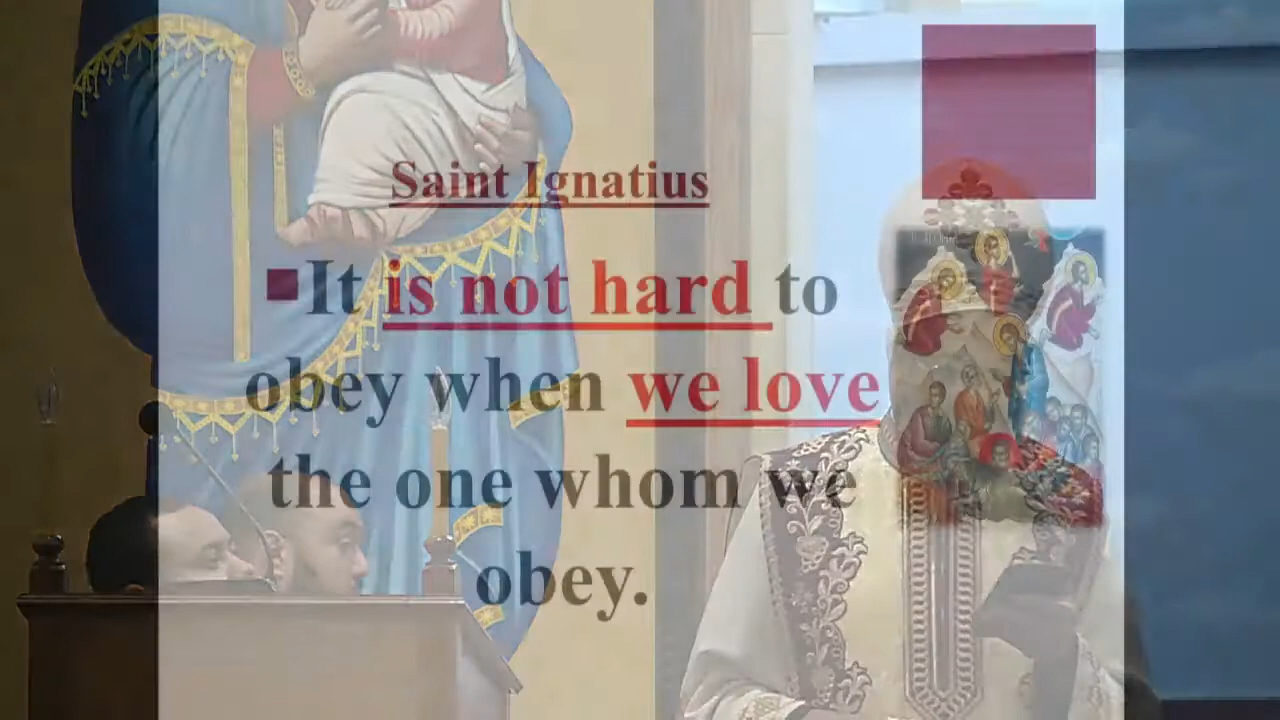 Saint Ignatius
It is not hard to
obey when we love
the one whom we
obey.